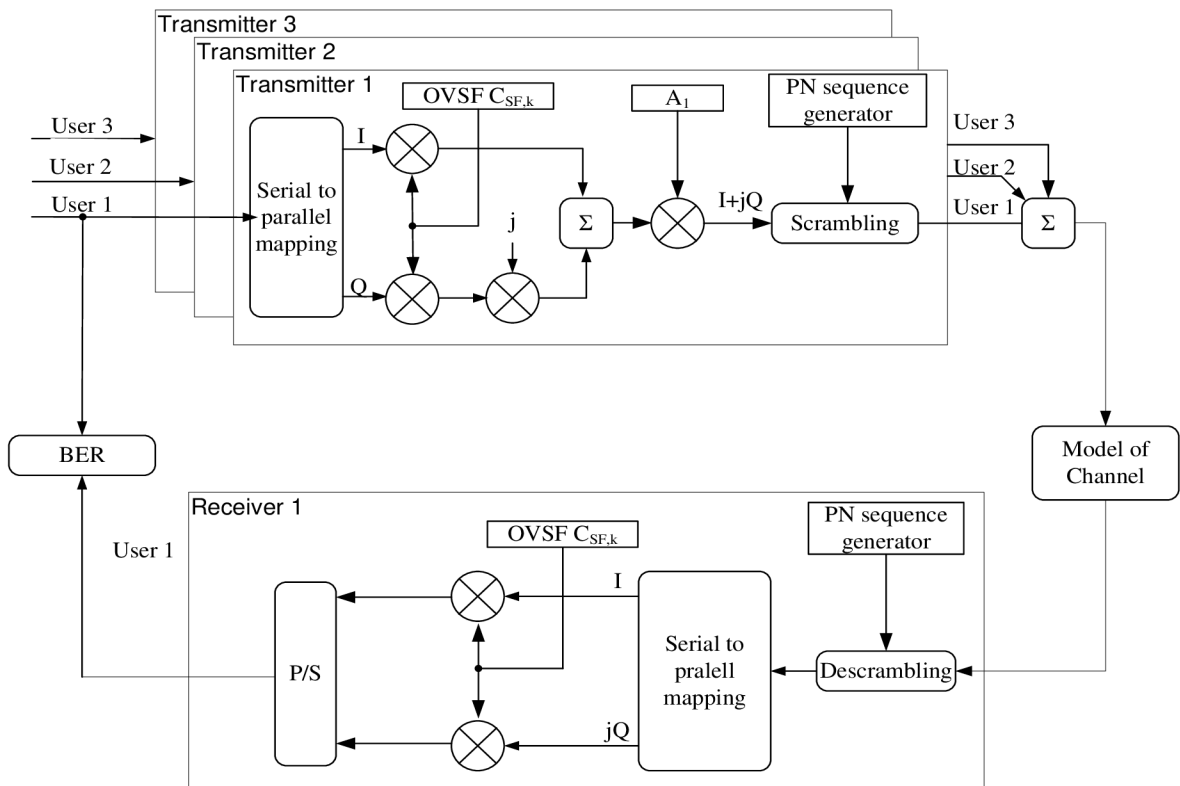 Transmitter 3
Transmitter 2
Transmitter 1
OVSF C_SF,k
A_1
PN sequence
generator
User 3
User 2
User 1
Serial to
parallel
mapping
I
Q
j
Σ
I+jQ
Scrambling
User 3
User 2
User 1
Σ
BER
Model of
Channel
Receiver 1
OVSF C_SF,k
PN sequence
generator
User 1
P/S
I
jQ
Serial to
pralell
mapping
Descrambling